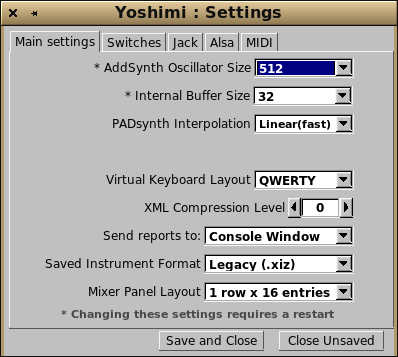 Yoshimi : Settings
Main settings Switches Jack Alsa MIDI
* AddSynth Oscillator Size 512
* Internal Buffer Size 32
PADsynth Interpolation Linear(fast)
Virtual Keyboard Layout QWERTY
XML Compression Level 0
Send reports to: Console Window
Saved Instrument Format Legacy (.xiz)
Mixer Panel Layout 1 row x 16 entries
* Changing these settings requires a restart
Save and Close Close Unsaved